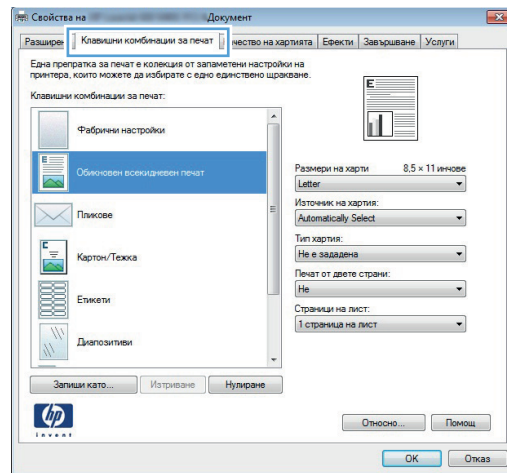 Свойства на Документ
Разширен
Клавишни комбинации за печат
чество на хартията
Ефекти
Завършване
Услуги
Една препратка за печат е колекция от запаметени настройки на
принтера, които можете да избирате с едно единствено щракване.
Клавишни комбинации за печат:
Фабрични настройки
Обикновен всекидневен печат
Пликове
Картон/Тежка
Етикети
Диапозитиви
Размери на харти 8,5 × 11 инчове
Letter
Източник на хартия:
Automatically Select
Тип хартия:
Не е зададена
Печат от двете страни:
Не
Страници на лист:
1 страница на лист
Запиши като...
Изтриване
Нулиране
hp
invent
Относно...
Помощ
OK
Отказ